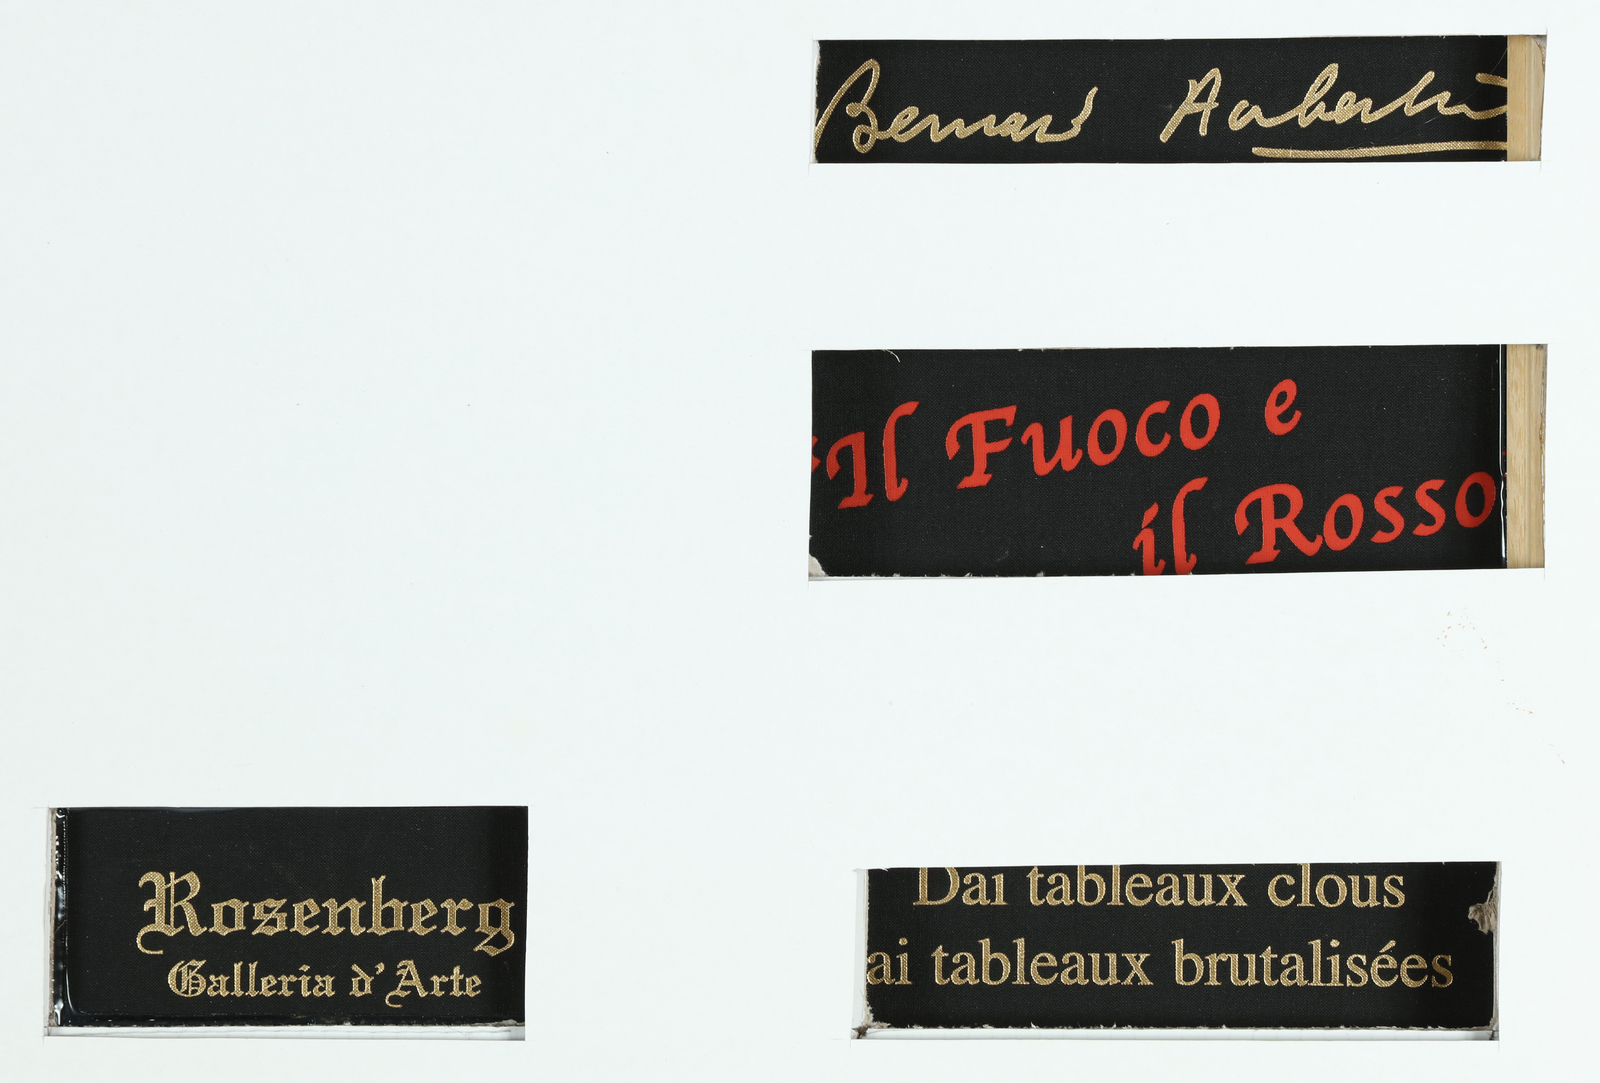 Bernard Aubertin
"Il Fuoco e
il Rosso
Rosenberg
Galleria d'Arte
Dai tableaux clous
ai tableaux brutalisées